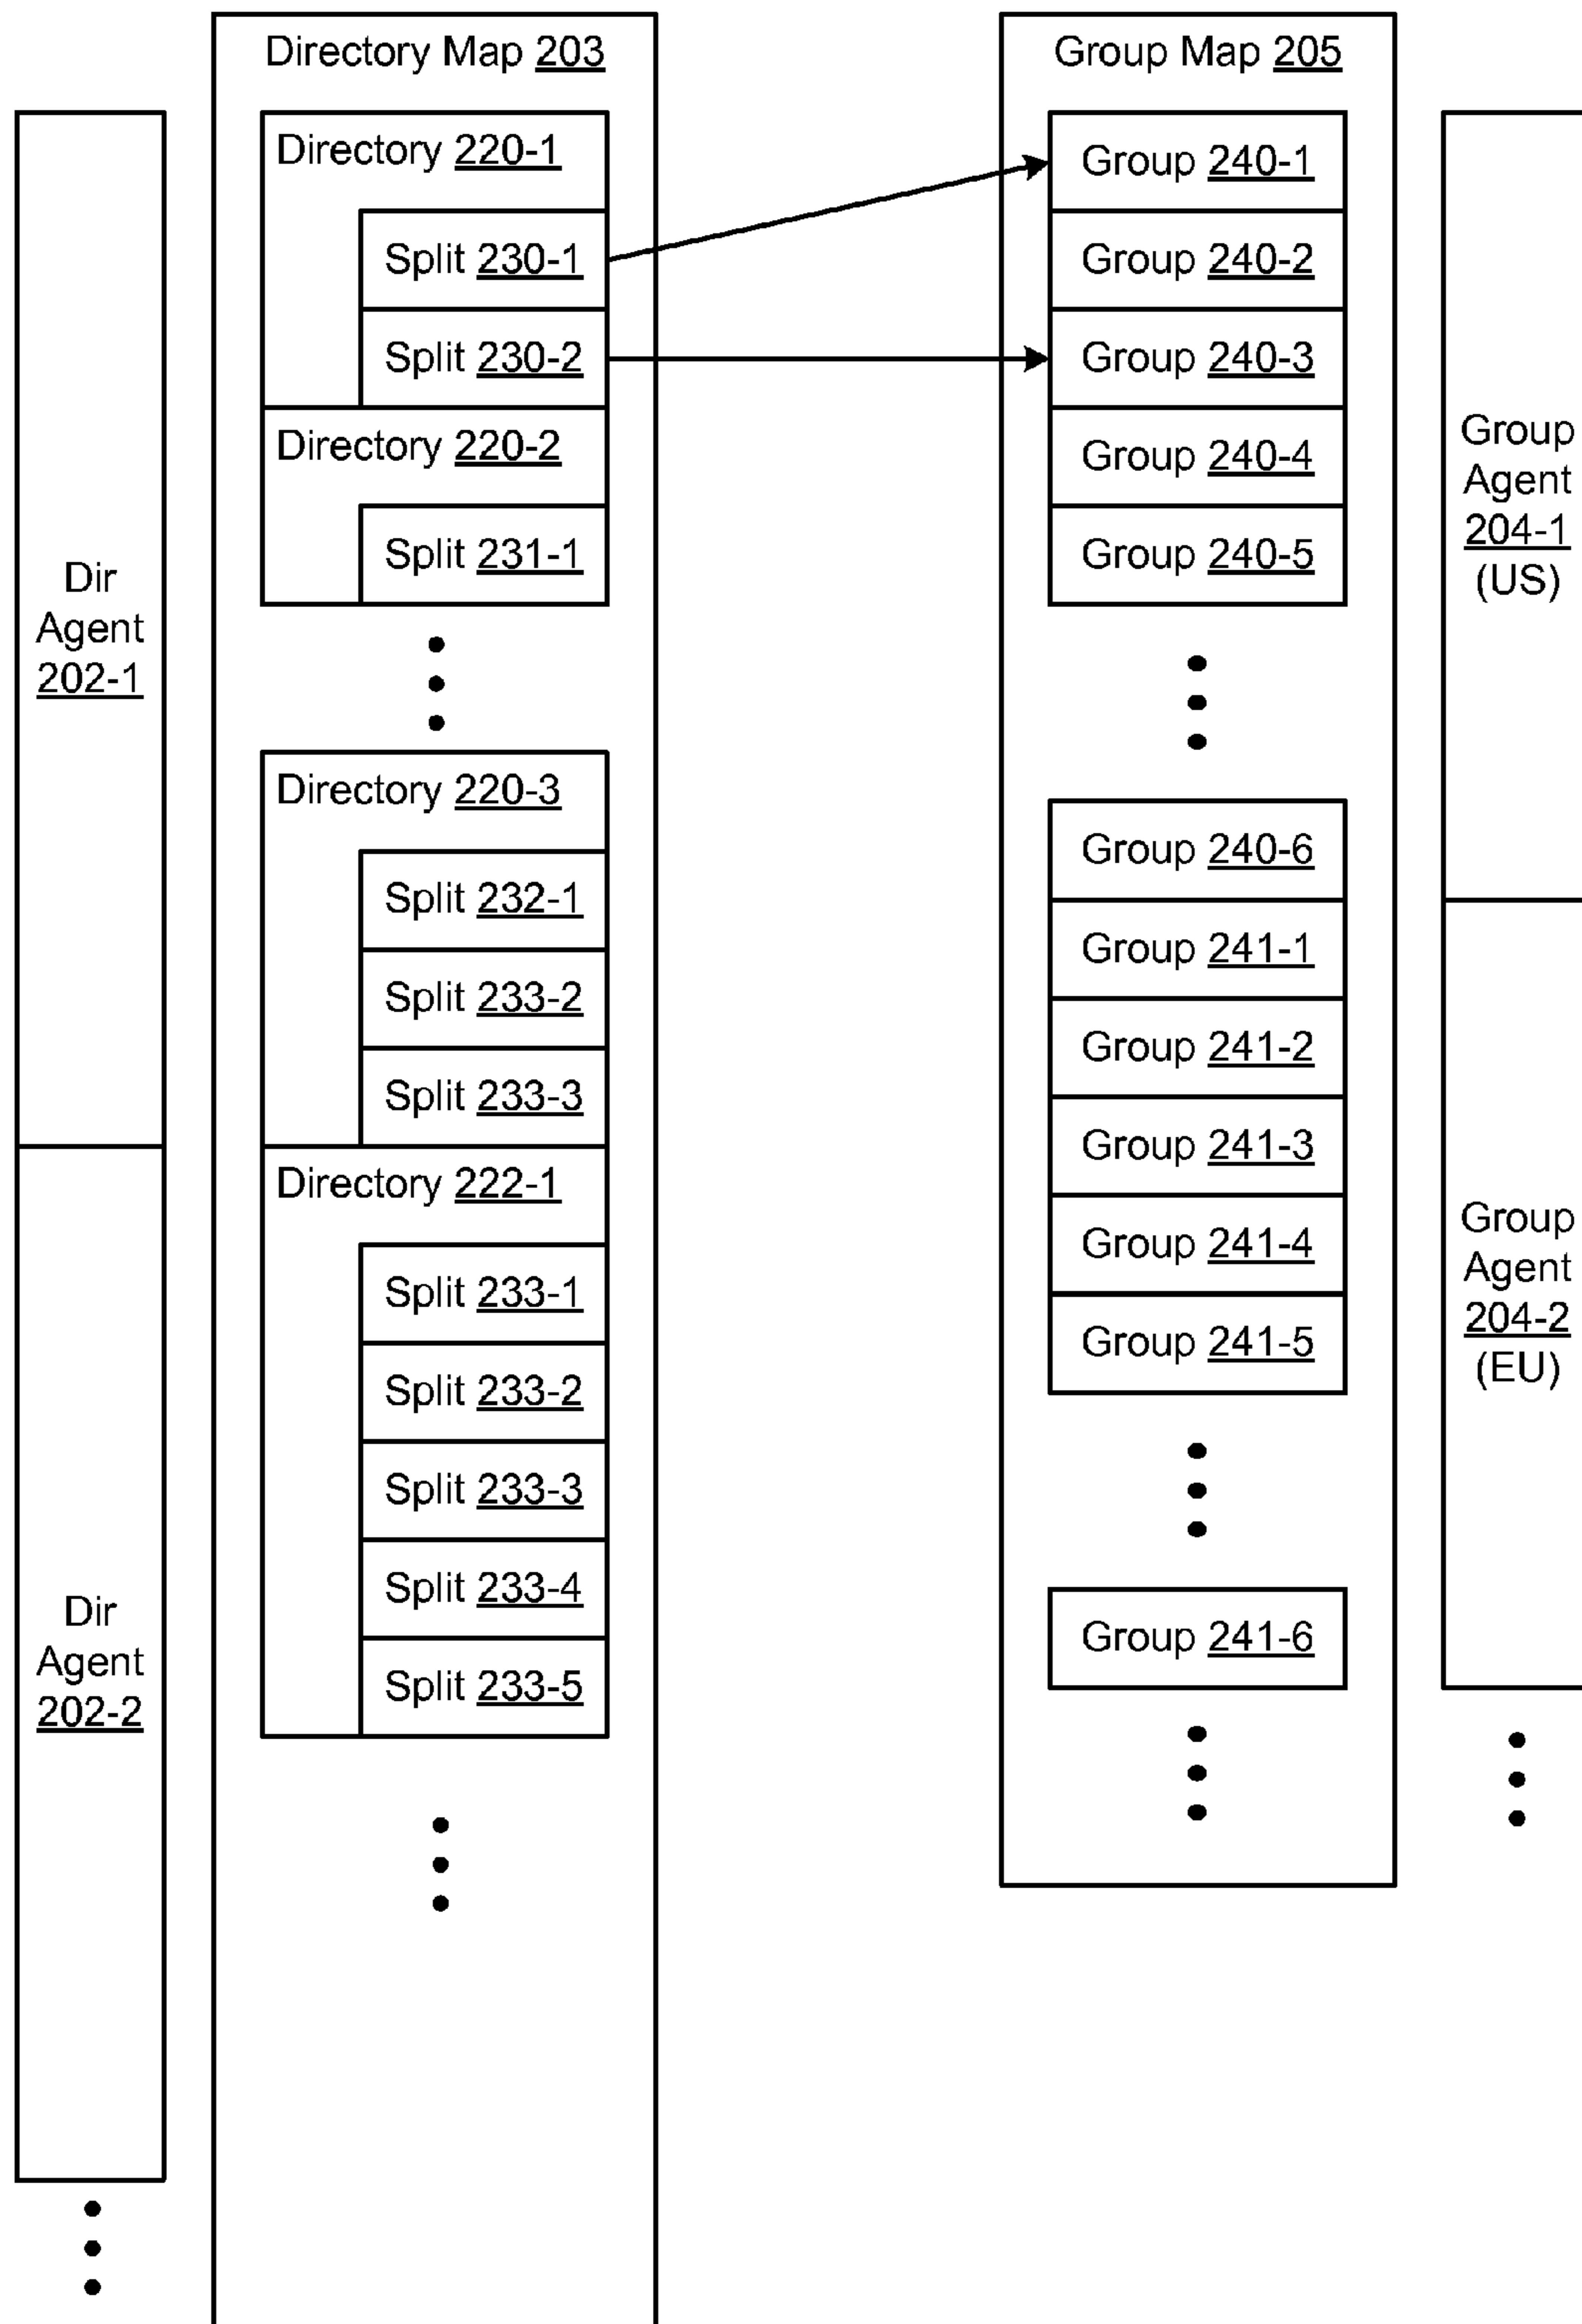 Directory Map 203
Directory 220-1
Split 230-1
Split 230-2
Directory 220-2
Split 231-1
Directory 220-3
Split 232-1
Split 233-2
Split 233-3
Directory 222-1
Split 233-1
Split 233-2
Split 233-3
Split 233-4
Split 233-5
Dir
Agent
202-1
Dir
Agent
202-2
Group Map 205
Group 240-1
Group 240-2
Group 240-3
Group 240-4
Group 240-5
Group 240-6
Group 241-1
Group 241-2
Group 241-3
Group 241-4
Group 241-5
Group 241-6
Group
Agent
204-1
(US)
Group
Agent
204-2
(EU)